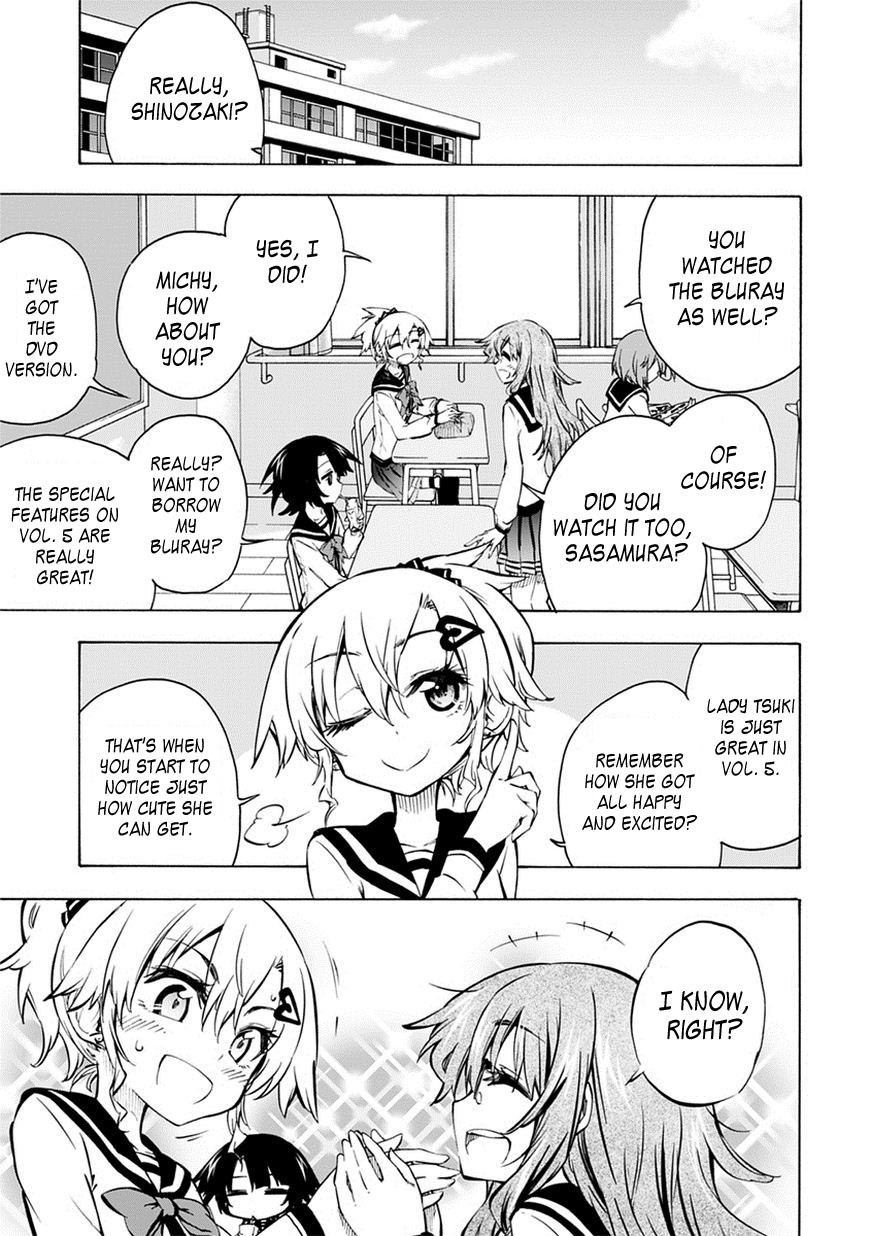 REALLY,
SHINOZAKI?
YOU
WATCHED
THE BLURAY
AS WELL?
OF
COURSE!
DID YOU
WATCH IT TOO,
SASAMURA?
YES, I
DID!
MICHY,
HOW
ABOUT
YOU?
I'VE
GOT
THE
DVD
VERSION.
REALLY?
WANT TO
BORROW
MY
BLURAY?
THE SPECIAL
FEATURES ON
VOL. 5 ARE
REALLY
GREAT!
LADY TSUKI
IS JUST
GREAT IN
VOL. 5.
REMEMBER
HOW SHE GOT
ALL HAPPY
AND EXCITED?
THAT'S WHEN
YOU START TO
NOTICE JUST
HOW CUTE SHE
CAN GET.
I KNOW,
RIGHT?